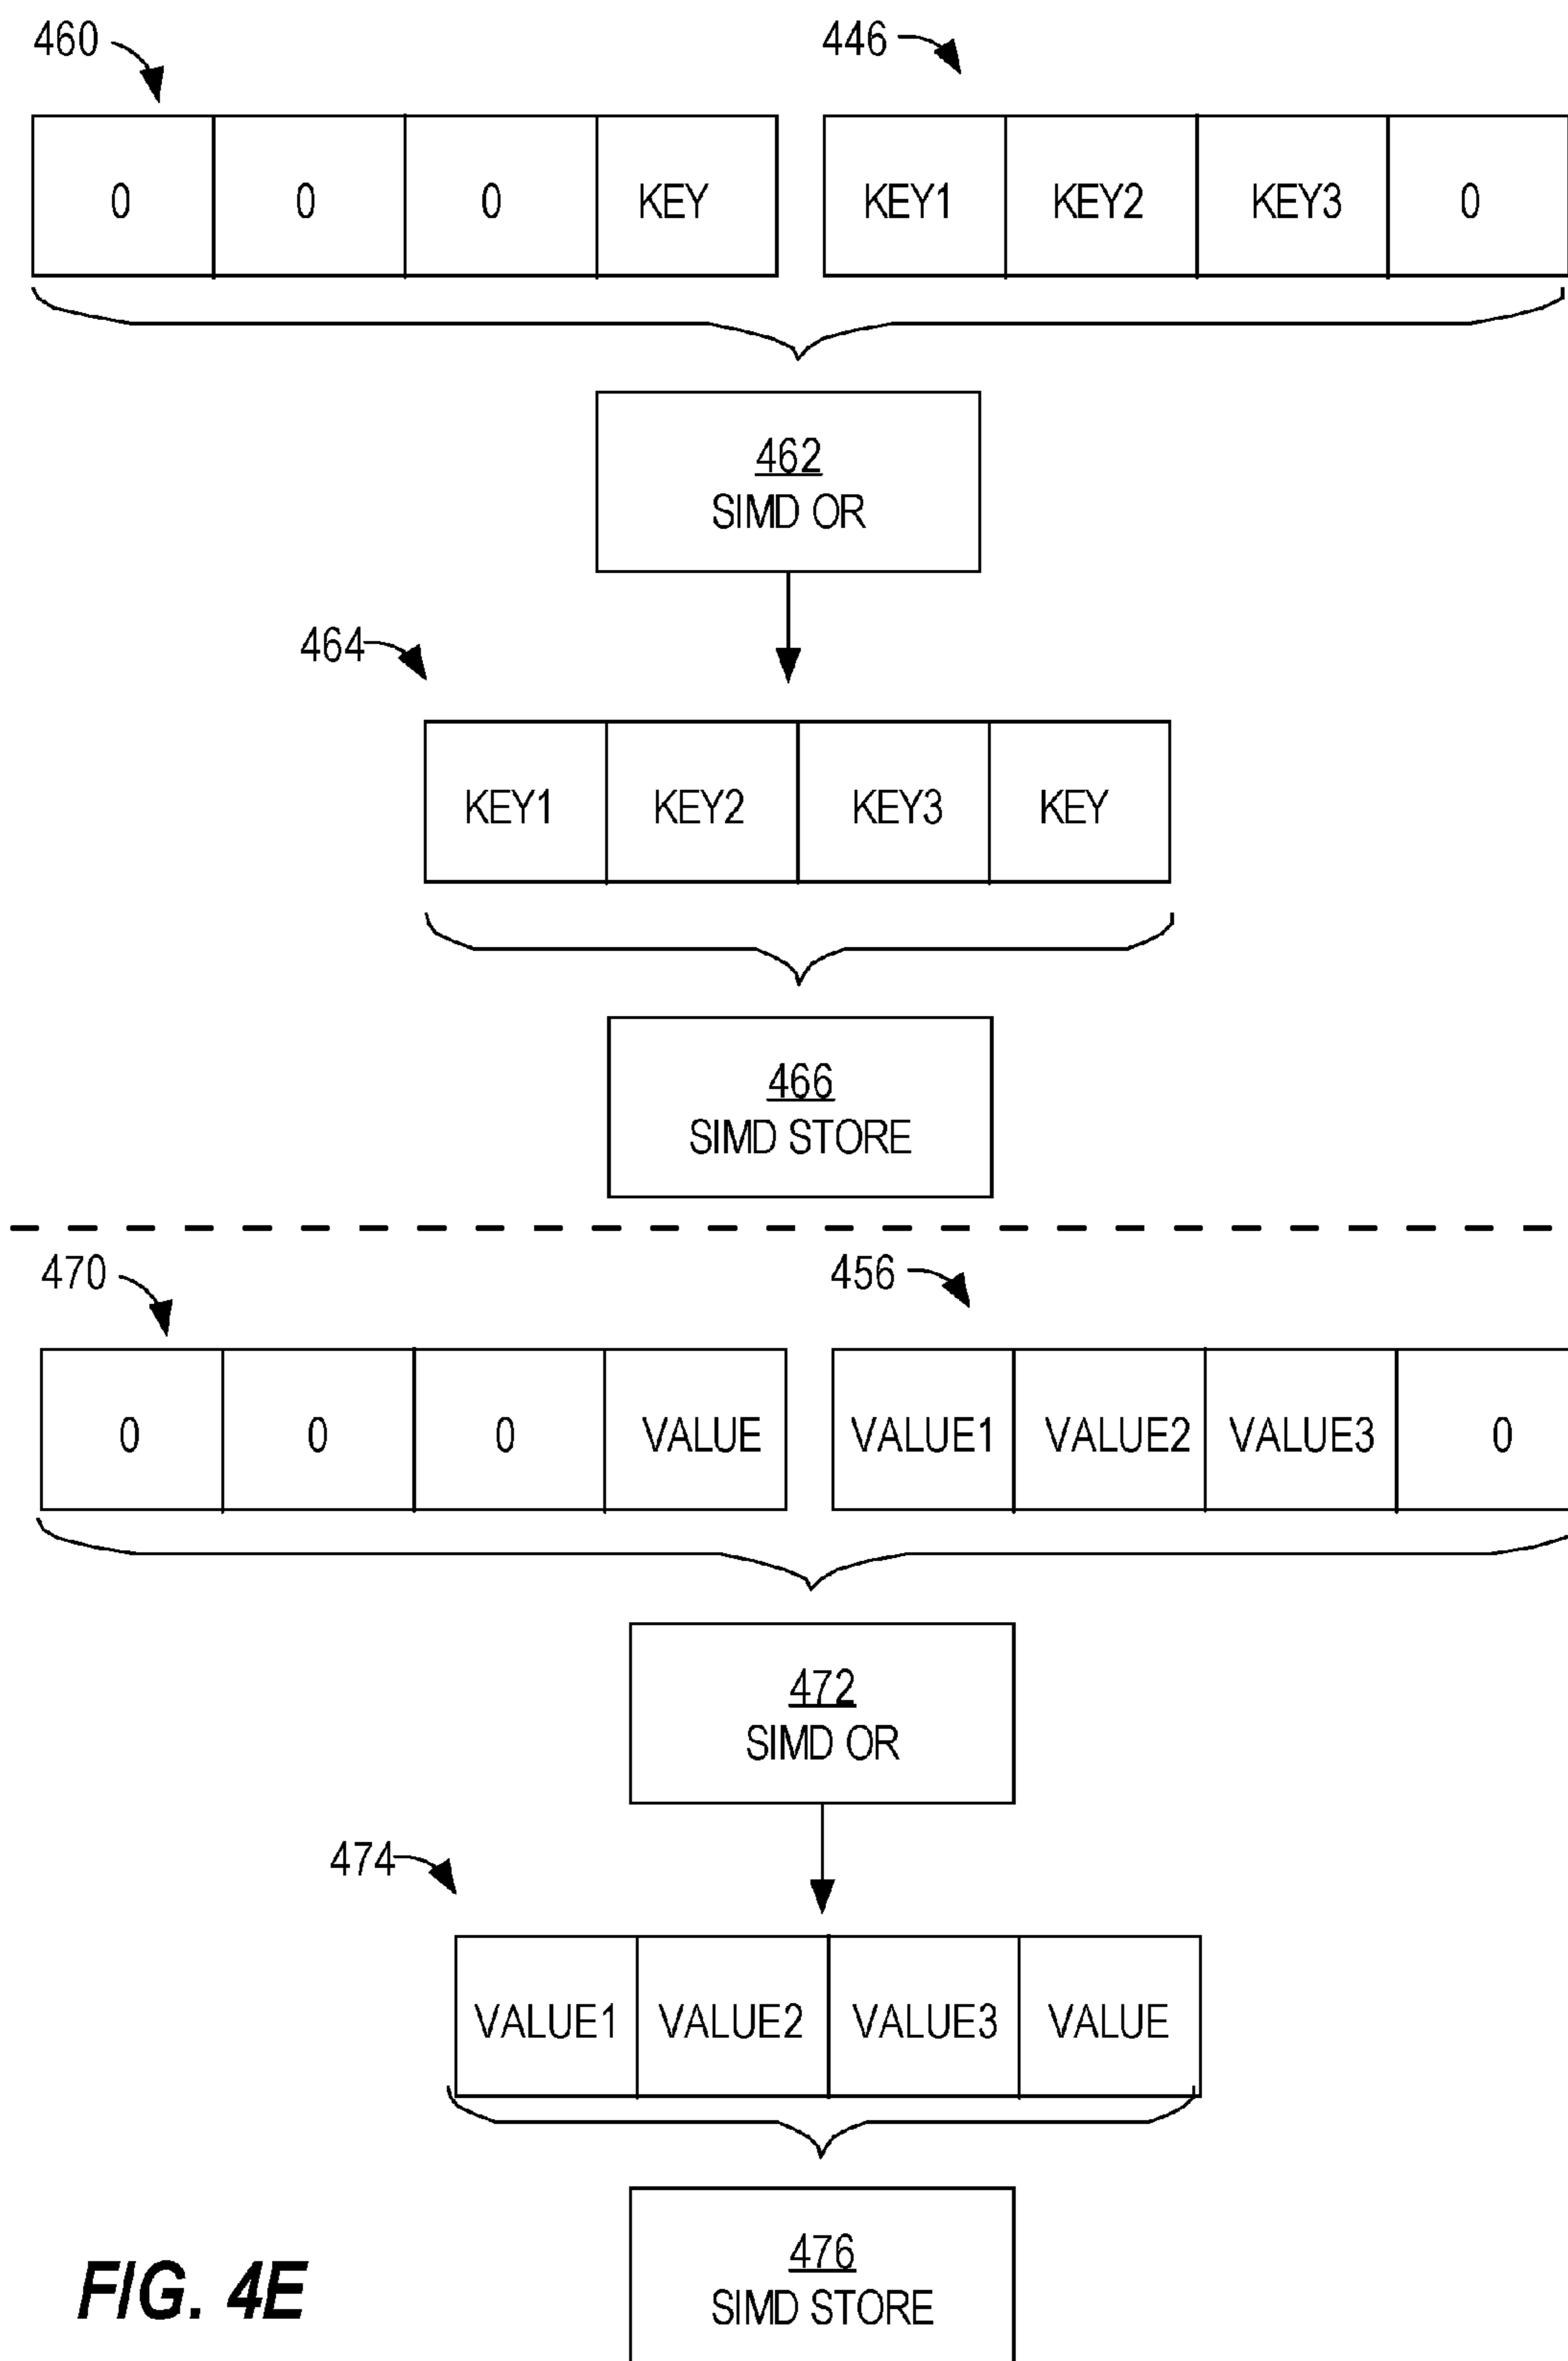 460 446
0 0 0 KEY KEY1 KEY2 KEY3 0
462
SIMD OR
464
KEY1 KEY2 KEY3 KEY
466
SIMD STORE
470 456
0 0 0 VALUE VALUE1 VALUE2 VALUE3 0
472
SIMD OR
474
VALUE1 VALUE2 VALUE3 VALUE
476
SIMD STORE
FIG. 4E